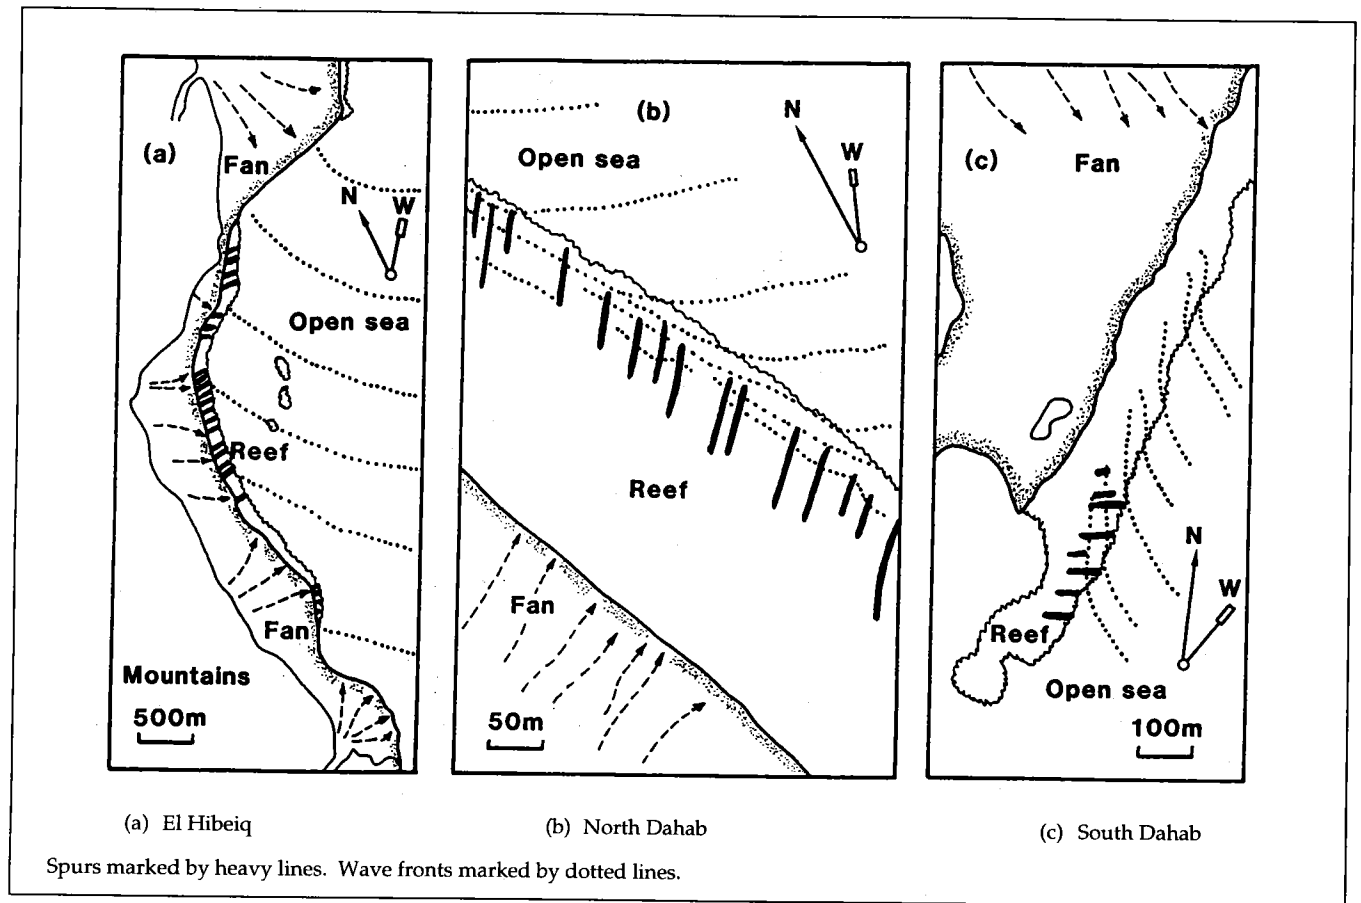 (a)
Fan
N
W
Open sea
Reef
Fan
Mountains
500m
(b)
N
W
Open sea
Reef
Fan
50m
(c)
Fan
N
W
Reef
Open sea
100m
(a) El Hibeiq
(b) North Dahab
(c) South Dahab
Spurs marked by heavy lines. Wave fronts marked by dotted lines.